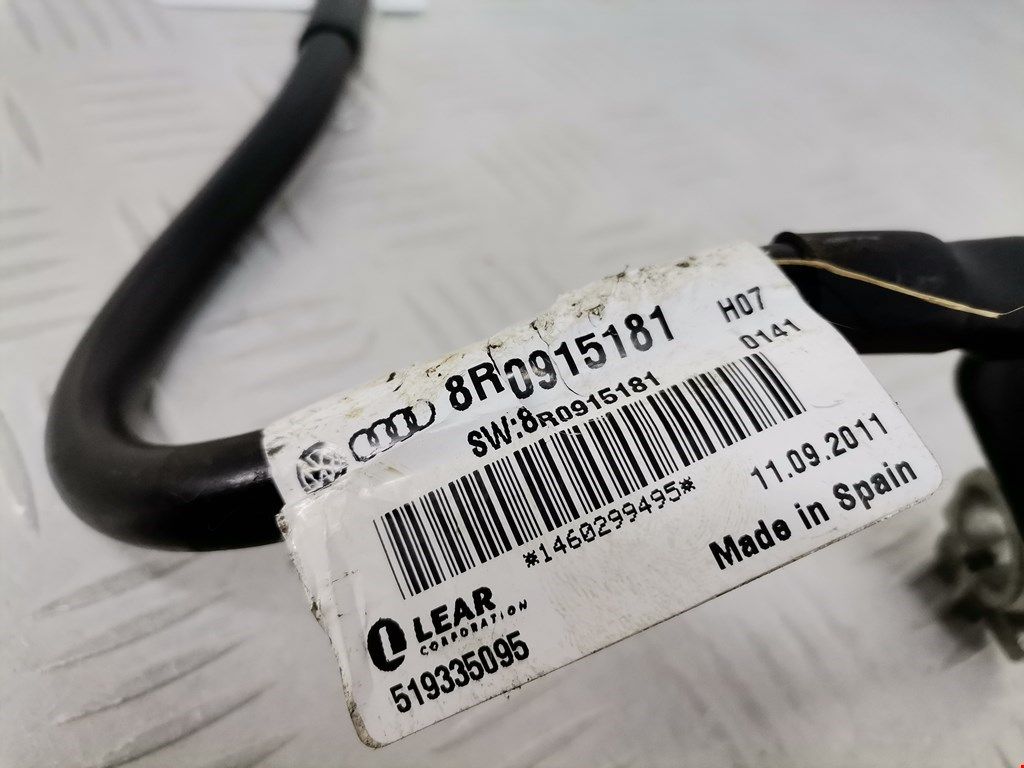 8R0915181 H07
SW:8R0915181 0141
*1460299495*
11.09.2011
Made in Spain
LEAR
CORPORATION
519335095